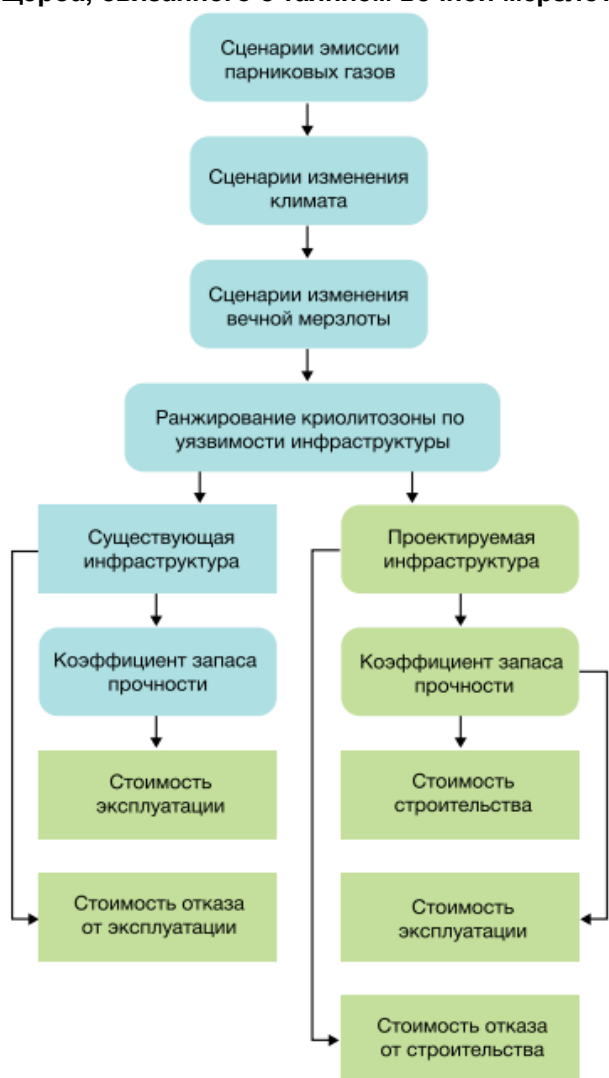 Сценарии эмиссии
парниковых газов
Сценарии изменения
климата
Сценарии изменения
вечной мерзлоты
Ранжирование криолитозоны по
уязвимости инфраструктуры
Существующая
инфраструктура
Проектируемая
инфраструктура
Коэффициент запаса
прочности
Коэффициент запаса
прочности
Стоимость
эксплуатации
Стоимость
строительства
Стоимость отказа
от эксплуатации
Стоимость
эксплуатации
Стоимость отказа
от строительства